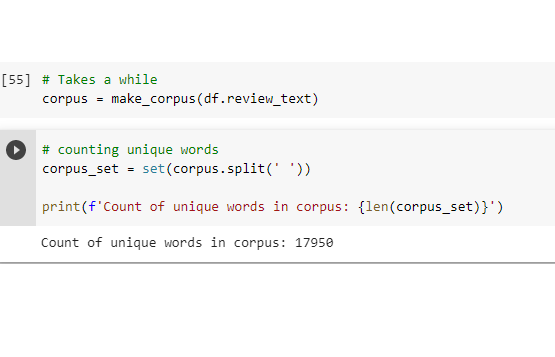 [55] # Takes a while
corpus = make_corpus(df.review_text)
# counting unique words
corpus_set = set(corpus.split(' '))
print(f'Count of unique words in corpus: {len(corpus_set)}')
Count of unique words in corpus: 17950